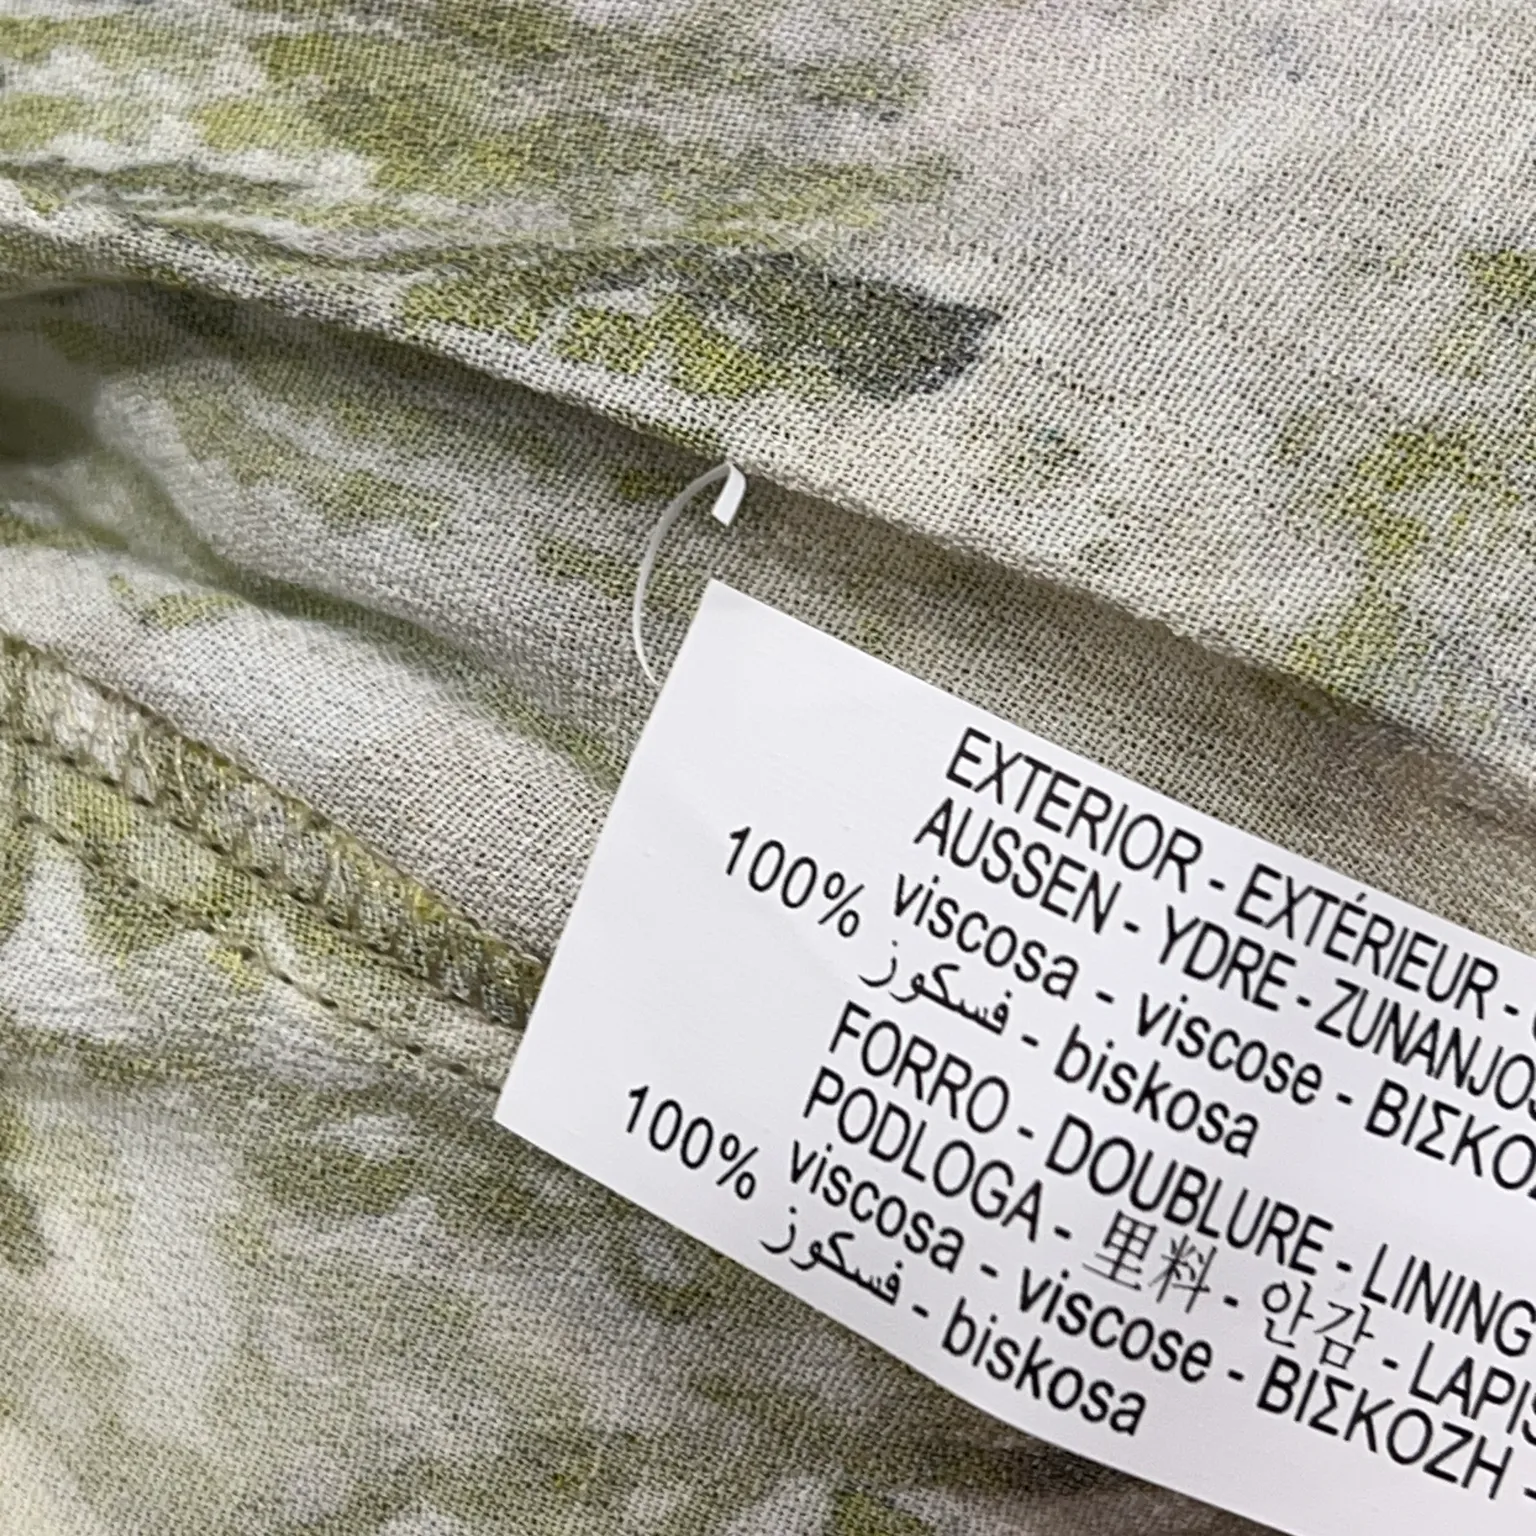 EXTERIOR - EXTÉRIEUR -
AUSSEN - YDRE - ZUNANJOS
100% viscosa - viscose - ΒΙΣΚΟ
فسكوز - biskosa
FORRO - DOUBLURE - LINING
PODLOGA - 里料 - 안감 - LAPIS
100% viscosa - viscose - ΒΙΣΚΟΖΗ -
فسكوز - biskosa